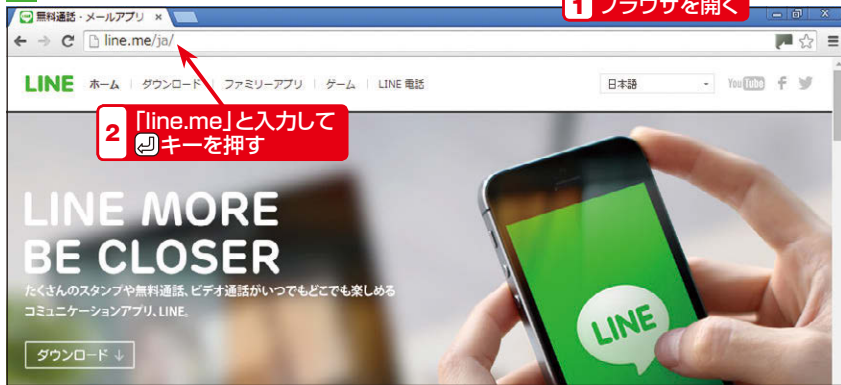 1 ブラウザを開く
無料通話・メールアプリ ×
line.me/ja/
LINE ホーム ダウンロード ファミリーアプリ ゲーム LINE 電話 日本語 YouTube
2 「line.me」と入力して
キーを押す
LINE MORE
BE CLOSER
たくさんのスタンプや無料通話、ビデオ通話がいつでもどこでも楽しめる
コミュニケーションアプリ、LINE。
ダウンロード ↓
LINE